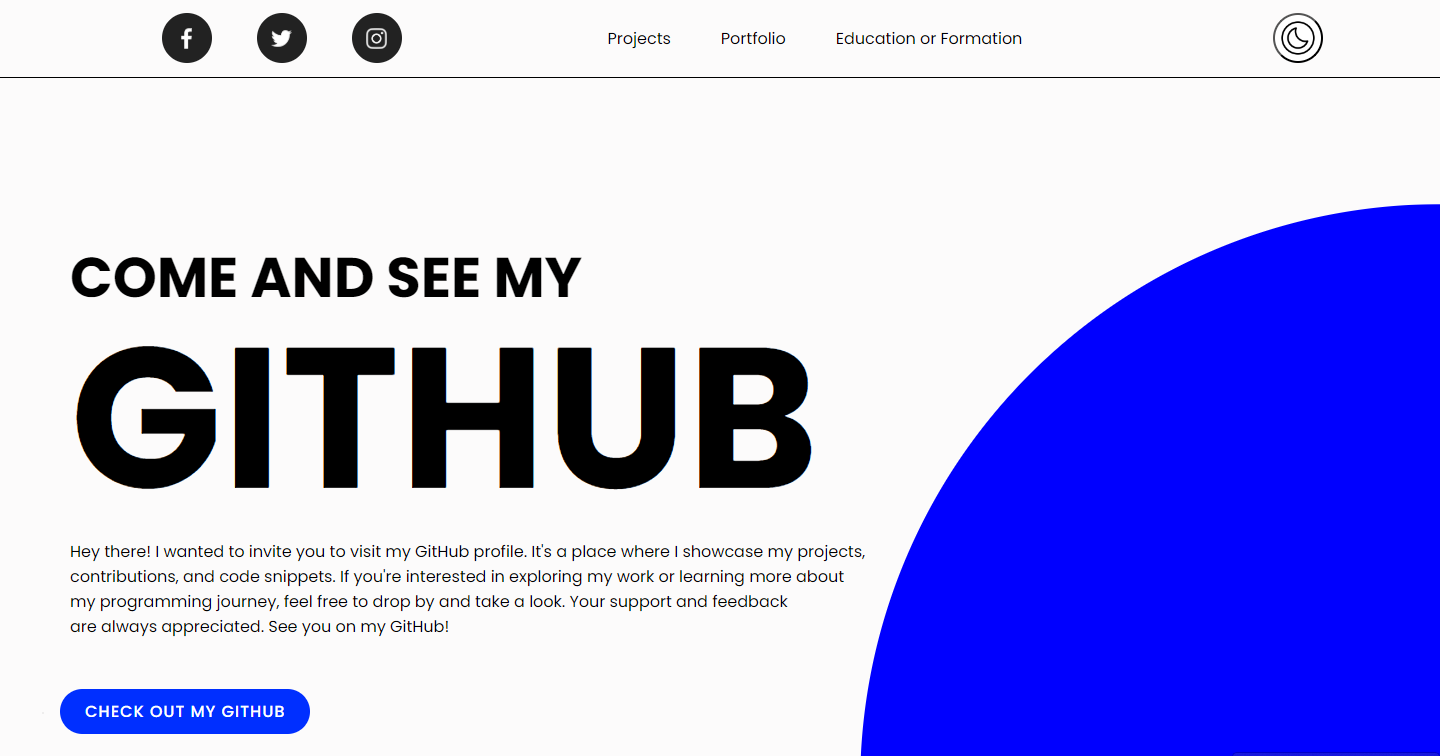 Projects Portfolio Education or Formation
COME AND SEE MY
GITHUB
Hey there! I wanted to invite you to visit my GitHub profile. It's a place where I showcase my projects,
contributions, and code snippets. If you're interested in exploring my work or learning more about
my programming journey, feel free to drop by and take a look. Your support and feedback
are always appreciated. See you on my GitHub!
CHECK OUT MY GITHUB